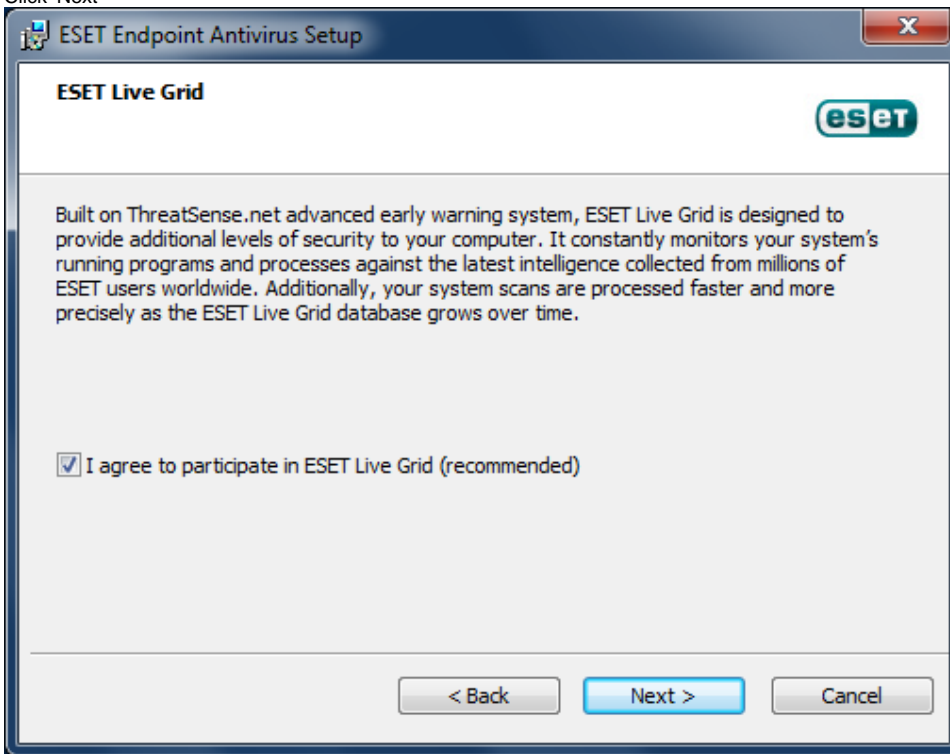 Click 'Next'
ESET Endpoint Antivirus Setup
ESET Live Grid
eset
Built on ThreatSense.net advanced early warning system, ESET Live Grid is designed to
provide additional levels of security to your computer. It constantly monitors your system's
running programs and processes against the latest intelligence collected from millions of
ESET users worldwide. Additionally, your system scans are processed faster and more
precisely as the ESET Live Grid database grows over time.
I agree to participate in ESET Live Grid (recommended)
< Back Next > Cancel